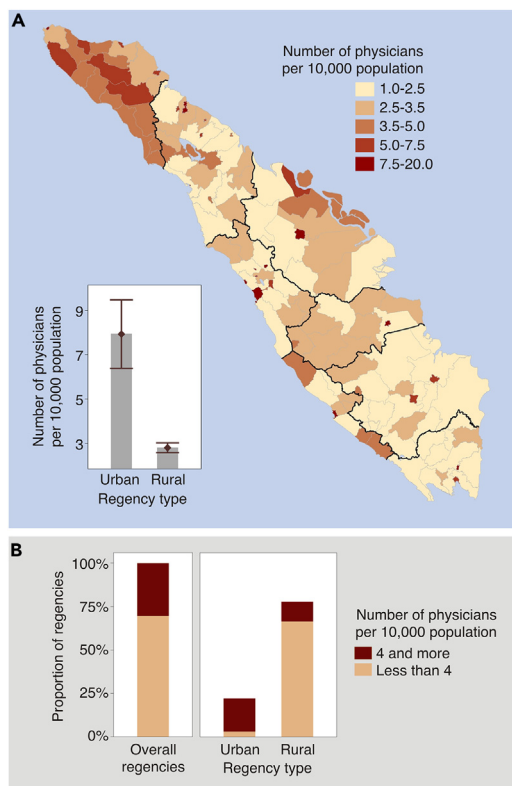 A
Number of physicians
per 10,000 population
1.0-2.5
2.5-3.5
3.5-5.0
5.0-7.5
7.5-20.0
Number of physicians
per 10,000 population
9
7
5
3
Urban Rural
Regency type
B
Proportion of regencies
100%
75%
50%
25%
0%
Overall
regencies
Urban Rural
Regency type
Number of physicians
per 10,000 population
4 and more
Less than 4